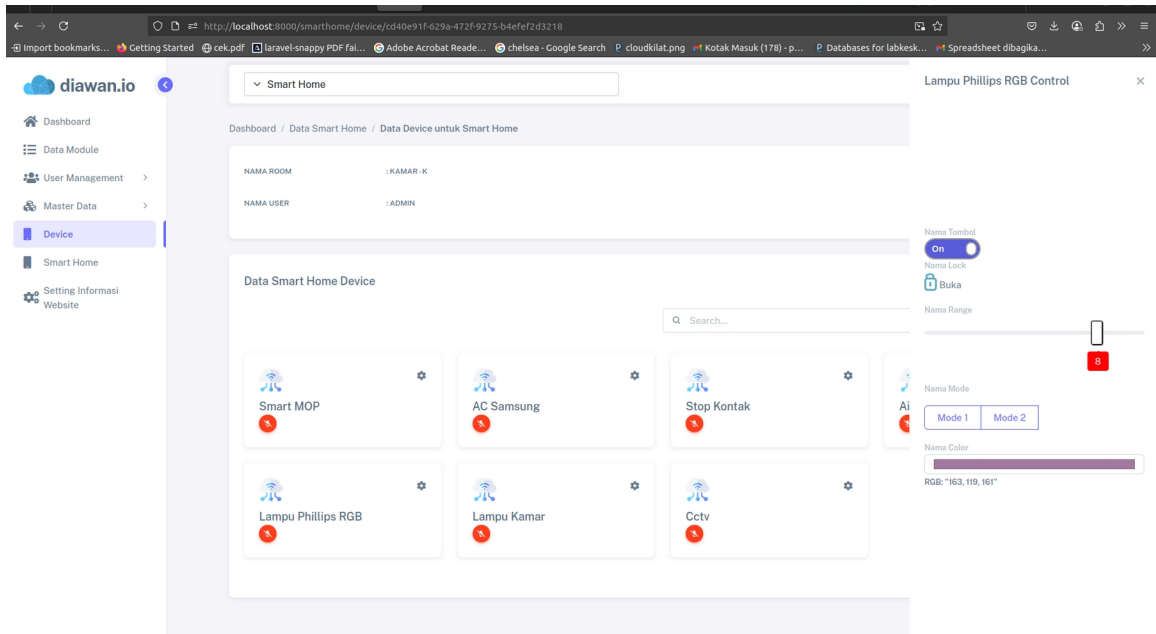 http://localhost:8000/smarthome/device/cd40e91f-629a-472f-9275-b4efef2d3218
Import bookmarks... Getting Started cek.pdf laravel-snappy PDF fai... Adobe Acrobat Reade... chelsea - Google Search cloudkilat.png Kotak Masuk (178) - p... Databases for labkesk... Spreadsheet dibagika...
diawan.io
Dashboard
Data Module
User Management
Master Data
Device
Smart Home
Setting Informasi
Website
Smart Home
Dashboard / Data Smart Home / Data Device untuk Smart Home
NAMA ROOM : KAMAR - K
NAMA USER : ADMIN
Data Smart Home Device
Search...
Smart MOP
AC Samsung
Stop Kontak
Ai
Lampu Phillips RGB
Lampu Kamar
Cctv
Lampu Phillips RGB Control
Nama Tombol
On
Nama Lock
Buka
Nama Range
8
Nama Mode
Mode 1 Mode 2
Nama Color
RGB: "163, 119, 161"